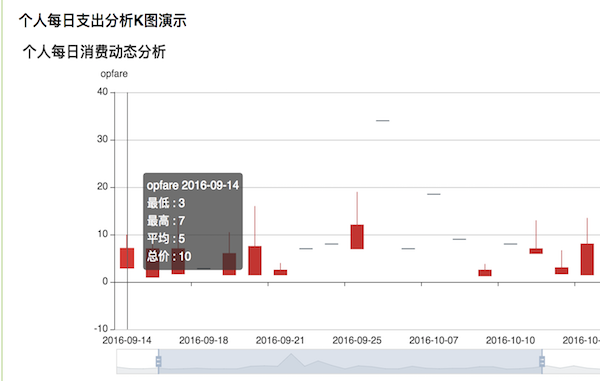 个人每日支出分析K图演示
个人每日消费动态分析
opfare
40
30
20
10
0
-10
opfare 2016-09-14
最低 : 3
最高 : 7
平均 : 5
总价 : 10
2016-09-14 2016-09-18 2016-09-21 2016-09-25 2016-10-07 2016-10-10 2016-10-